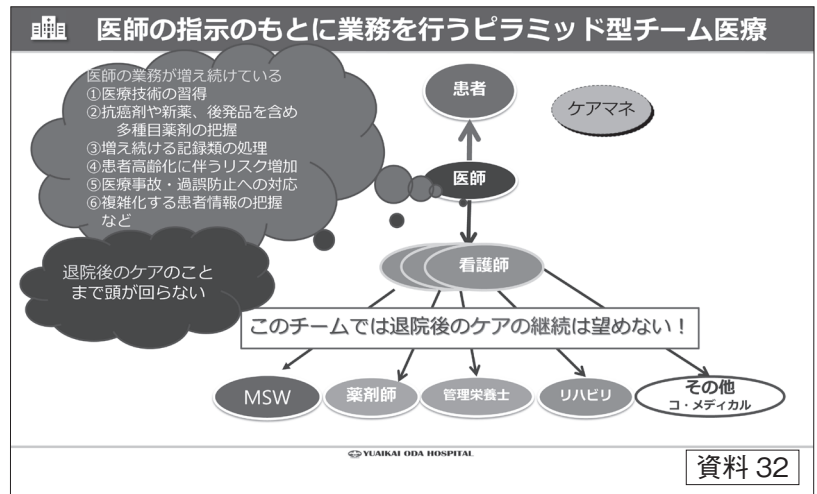 医師の指示のもとに業務を行うピラミッド型チーム医療
医師の業務が増え続けている
①医療技術の習得
②抗癌剤や新薬、後発品を含め
多種目薬剤の把握
③増え続ける記録類の処理
④患者高齢化に伴うリスク増加
⑤医療事故・過誤防止への対応
⑥複雑化する患者情報の把握
など
退院後のケアのこと
まで頭が回らない
患者
ケアマネ
医師
看護師
このチームでは退院後のケアの継続は望めない！
MSW
薬剤師
管理栄養士
リハビリ
その他
コ・メディカル
YUAIKAI ODA HOSPITAL
資料 32